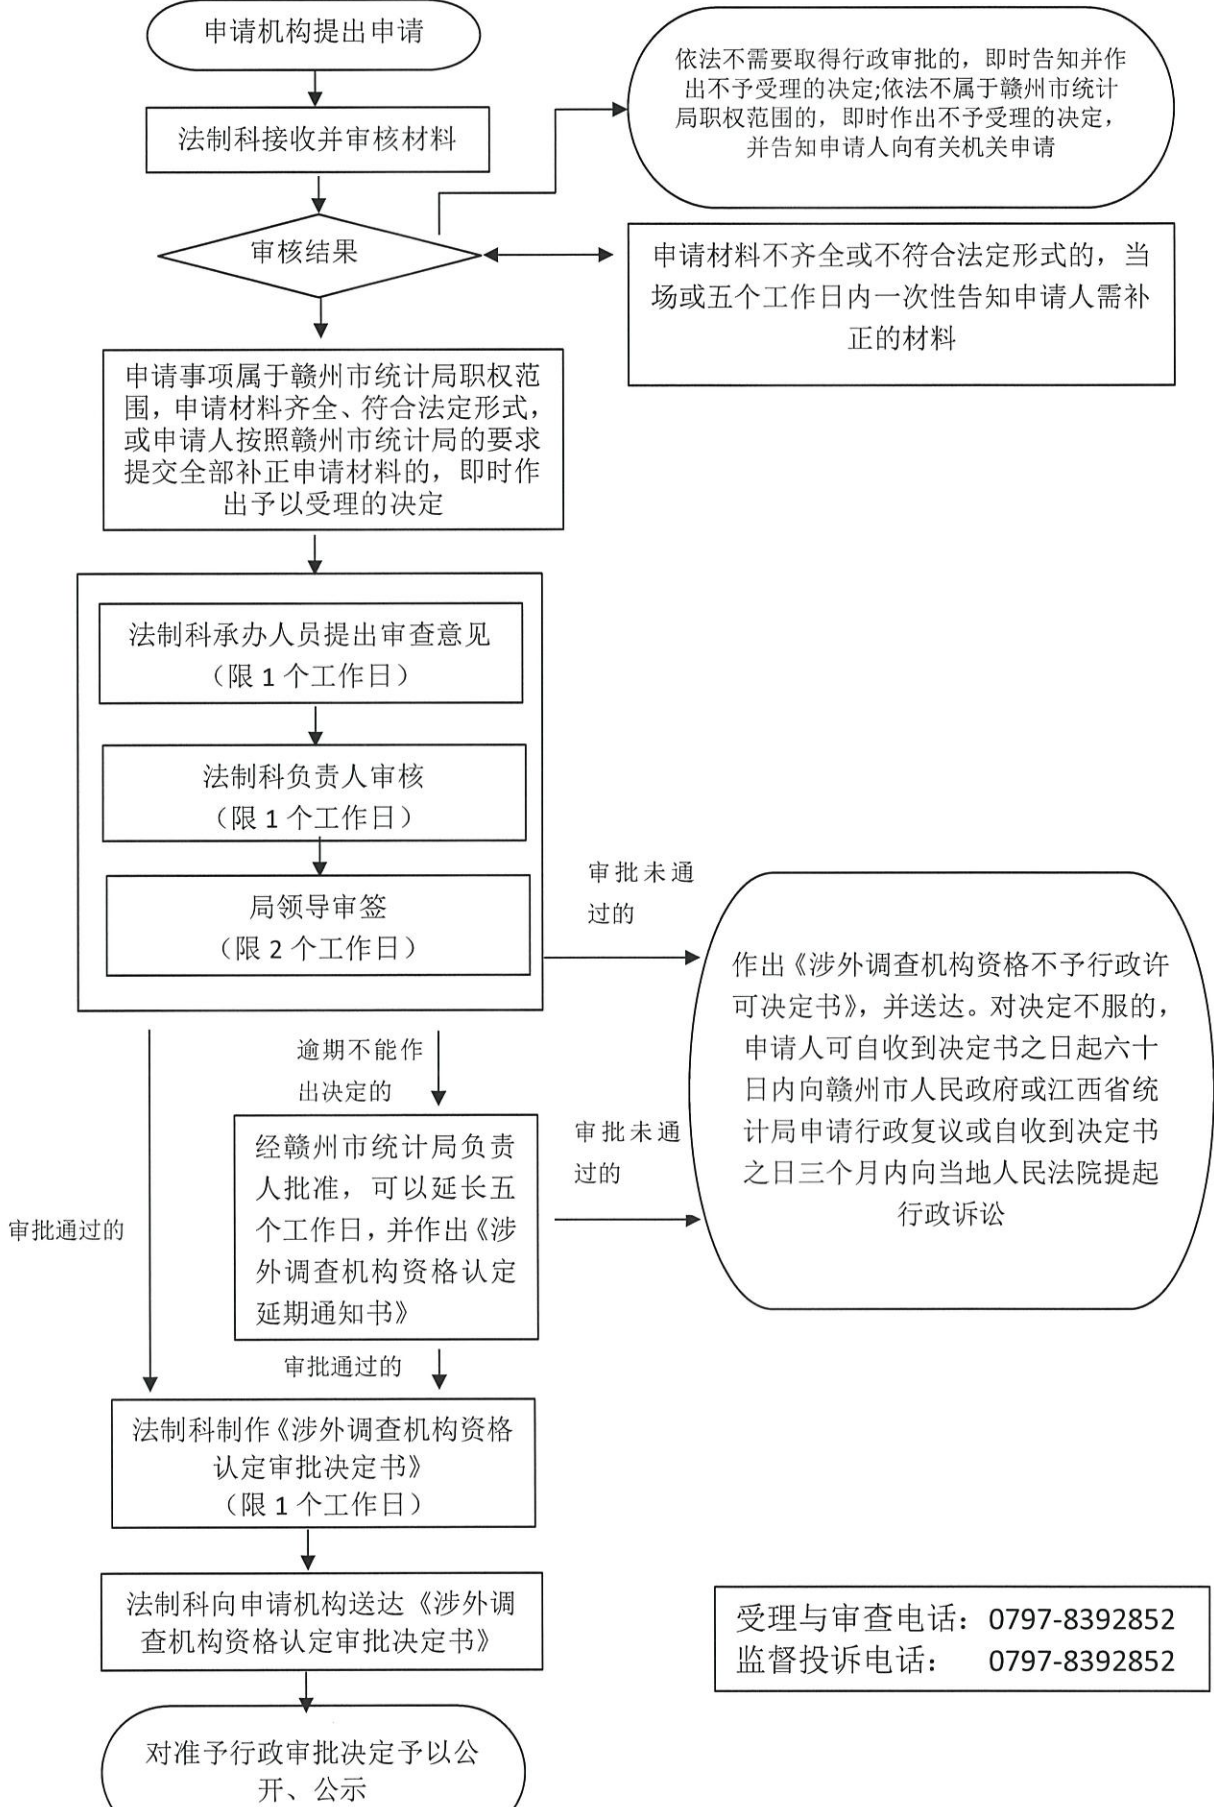 申请机构提出申请
依法不需要取得行政审批的，即时告知并作
出不予受理的决定;依法不属于赣州市统计
局职权范围的，即时作出不予受理的决定，
并告知申请人向有关机关申请
法制科接收并审核材料
审核结果
申请材料不齐全或不符合法定形式的，当
场或五个工作日内一次性告知申请人需补
正的材料
申请事项属于赣州市统计局职权范
围，申请材料齐全、符合法定形式，
或申请人按照赣州市统计局的要求
提交全部补正申请材料的，即时作
出予以受理的决定
法制科承办人员提出审查意见
（限 1 个工作日）
法制科负责人审核
（限 1 个工作日）
局领导审签
（限 2 个工作日）
审批未通
过的
作出《涉外调查机构资格不予行政许
可决定书》，并送达。对决定不服的，
申请人可自收到决定书之日起六十
日内向赣州市人民政府或江西省统
计局申请行政复议或自收到决定书
之日三个月内向当地人民法院提起
行政诉讼
逾期不能作
出决定的
经赣州市统计局负责
人批准，可以延长五
个工作日，并作出《涉
外调查机构资格认定
延期通知书》
审批未通
过的
审批通过的
审批通过的
法制科制作《涉外调查机构资格
认定审批决定书》
（限 1 个工作日）
法制科向申请机构送达《涉外调
查机构资格认定审批决定书》
对准予行政审批决定予以公
开、公示
受理与审查电话：0797-8392852
监督投诉电话： 0797-8392852